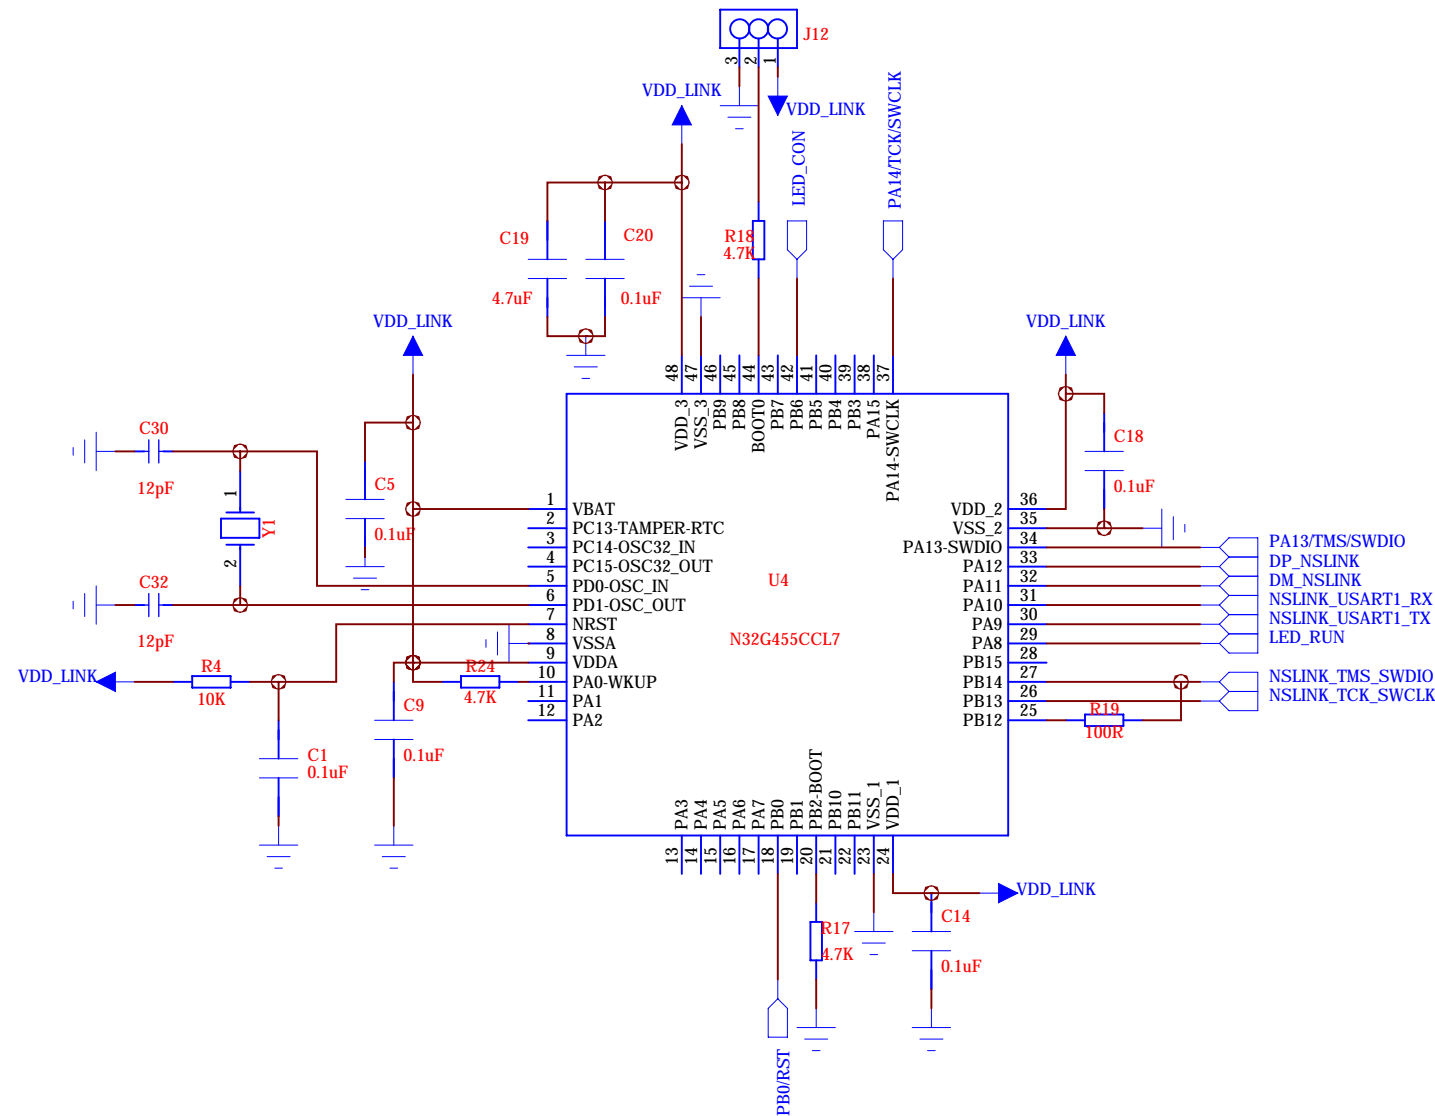 J12
3
2
1
VDD_LINK
VDD_LINK
LED_CON
PA14/TCK/SWCLK
C19
4.7uF
C20
0.1uF
R18
4.7K
VDD_LINK
VDD_LINK
48
47
46
45
44
43
42
41
40
39
38
37
VDD_3
VSS_3
PB9
PB8
BOOT0
PB7
PB6
PB5
PB4
PB3
PA15
PA14-SWCLK
C30
12pF
1
Y1
2
C32
12pF
C5
0.1uF
C18
0.1uF
1
VBAT
2
PC13-TAMPER-RTC
3
PC14-OSC32_IN
4
PC15-OSC32_OUT
5
PD0-OSC_IN
6
PD1-OSC_OUT
7
NRST
8
VSSA
9
VDDA
10
PA0-WKUP
11
PA1
12
PA2
U4
N32G455CCL7
VDD_2
36
VSS_2
35
PA13-SWDIO
34
PA13/TMS/SWDIO
PA12
33
DP_NSLINK
PA11
32
DM_NSLINK
PA10
31
NSLINK_USART1_RX
PA9
30
NSLINK_USART1_TX
PA8
29
LED_RUN
PB15
28
PB14
27
NSLINK_TMS_SWDIO
PB13
26
NSLINK_TCK_SWCLK
PB12
25
R19
100R
VDD_LINK
R4
10K
R24
4.7K
C9
0.1uF
C1
0.1uF
PA3
PA4
PA5
PA6
PA7
PB0
PB1
PB2-BOOT
PB10
PB11
VSS_1
VDD_1
13
14
15
16
17
18
19
20
21
22
23
24
VDD_LINK
R17
4.7K
C14
0.1uF
PB0/RST